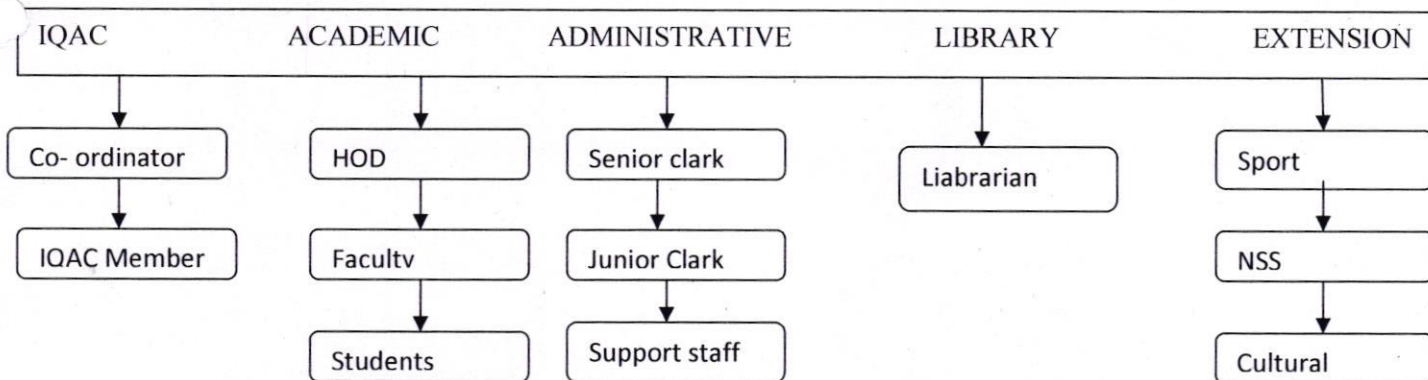 IQAC ACADEMIC ADMINISTRATIVE LIBRARY EXTENSION
Co- ordinator HOD Senior clark Liabrarian Sport
IQAC Member Faculty Junior Clark NSS
Students Support staff Cultural